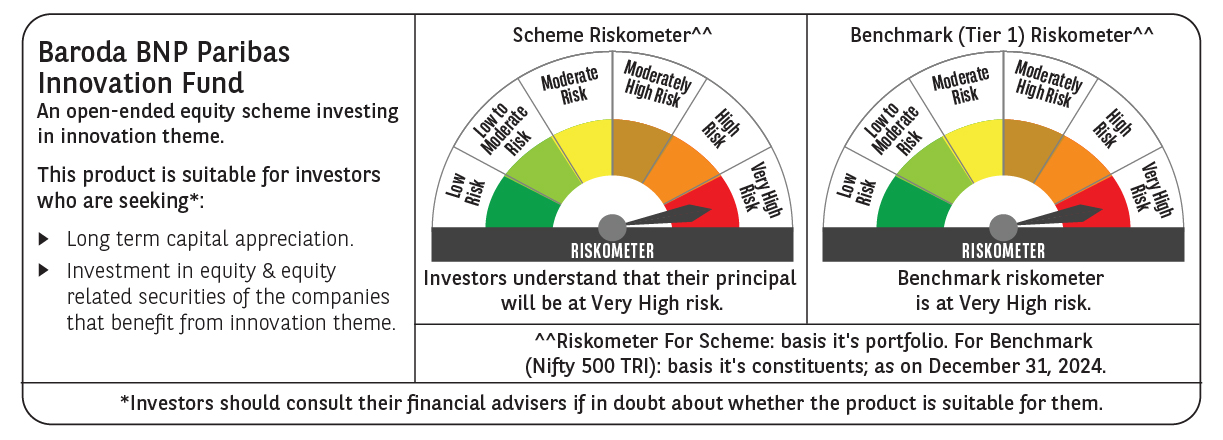 Baroda BNP Paribas
Innovation Fund
An open-ended equity scheme investing
in innovation theme.
This product is suitable for investors
who are seeking*:
Long term capital appreciation.
Investment in equity & equity
related securities of the companies
that benefit from innovation theme.
Scheme Riskometer^^
Low
Risk
Low to
Moderate
Risk
Moderate
Risk
Moderately
High Risk
High
Risk
Very High
Risk
RISKOMETER
Investors understand that their principal
will be at Very High risk.
Benchmark (Tier 1) Riskometer^^
Low
Risk
Low to
Moderate
Risk
Moderate
Risk
Moderately
High Risk
High
Risk
Very High
Risk
RISKOMETER
Benchmark riskometer
is at Very High risk.
^^Riskometer For Scheme: basis it's portfolio. For Benchmark
(Nifty 500 TRI): basis it's constituents; as on December 31, 2024.
*Investors should consult their financial advisers if in doubt about whether the product is suitable for them.